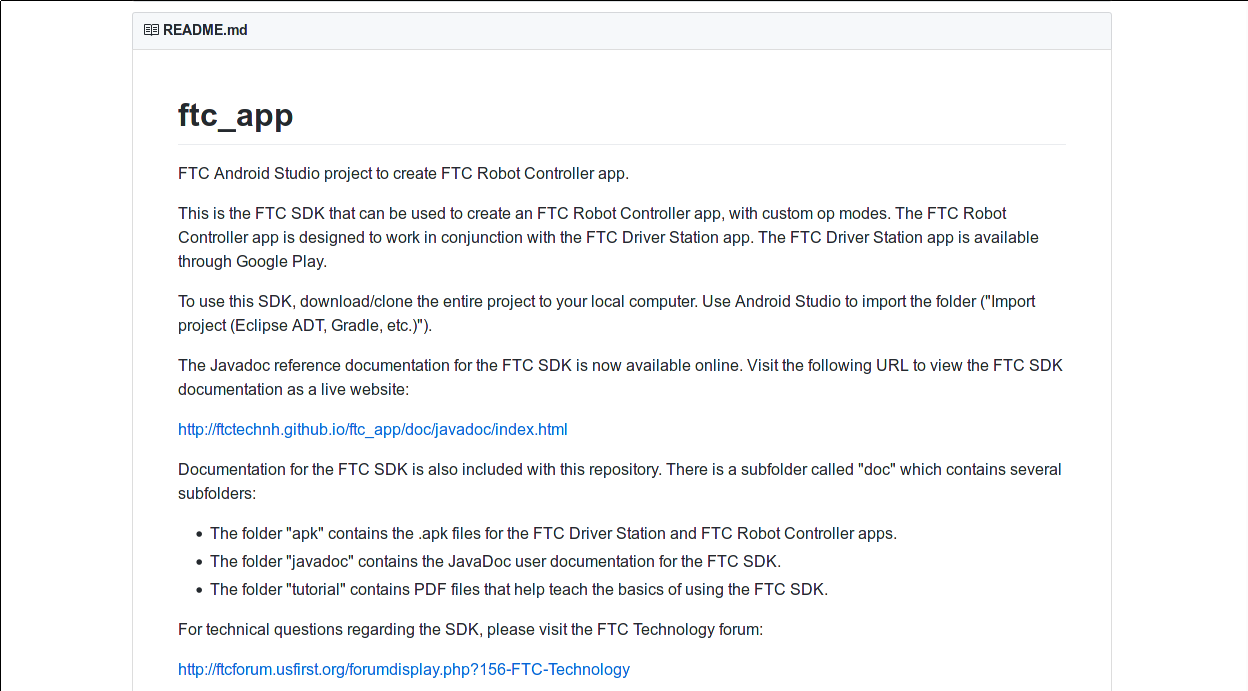 README.md
ftc_app
FTC Android Studio project to create FTC Robot Controller app.
This is the FTC SDK that can be used to create an FTC Robot Controller app, with custom op modes. The FTC Robot
Controller app is designed to work in conjunction with the FTC Driver Station app. The FTC Driver Station app is available
through Google Play.
To use this SDK, download/clone the entire project to your local computer. Use Android Studio to import the folder ("Import
project (Eclipse ADT, Gradle, etc.)").
The Javadoc reference documentation for the FTC SDK is now available online. Visit the following URL to view the FTC SDK
documentation as a live website:
http://ftctechnh.github.io/ftc_app/doc/javadoc/index.html
Documentation for the FTC SDK is also included with this repository. There is a subfolder called "doc" which contains several
subfolders:
• The folder "apk" contains the .apk files for the FTC Driver Station and FTC Robot Controller apps.
• The folder "javadoc" contains the JavaDoc user documentation for the FTC SDK.
• The folder "tutorial" contains PDF files that help teach the basics of using the FTC SDK.
For technical questions regarding the SDK, please visit the FTC Technology forum:
http://ftcforum.usfirst.org/forumdisplay.php?156-FTC-Technology